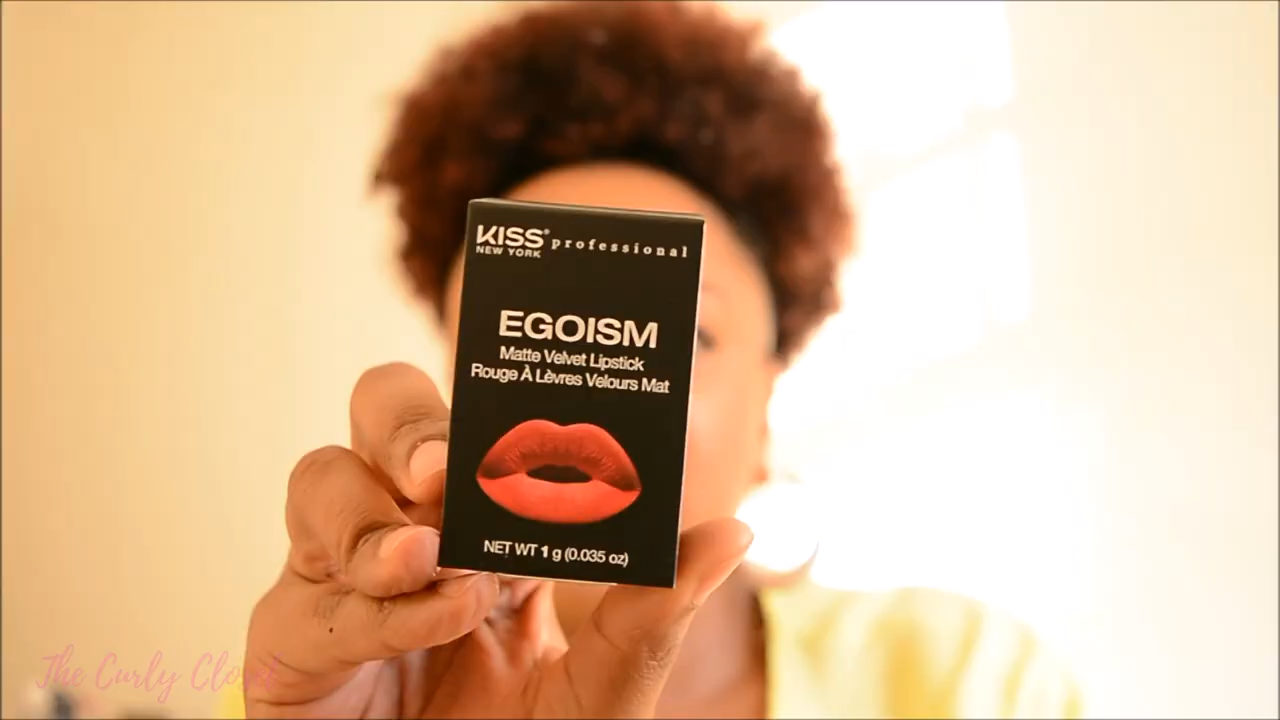 KISS® professional
NEW YORK
EGOISM
Matte Velvet Lipstick
Rouge À Lèvres Velours Mat
NET WT 1 g (0.035 oz)
The Curly Closet